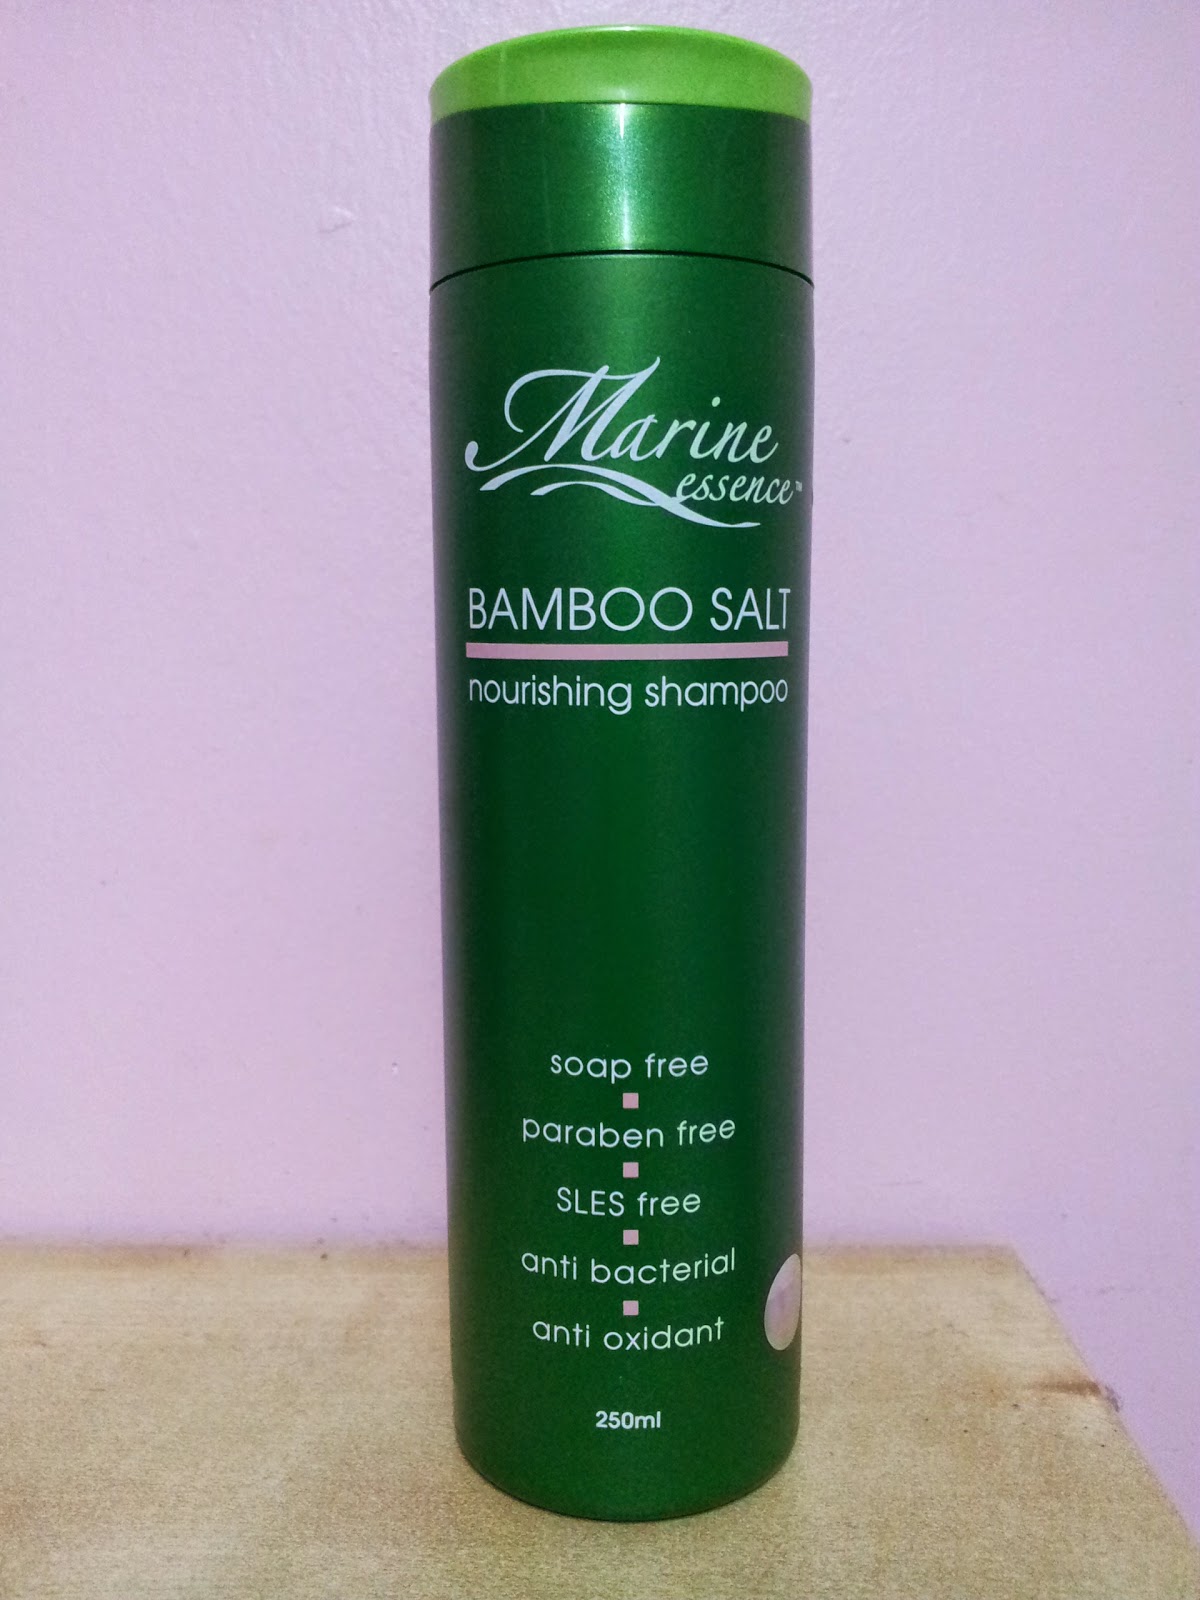 Marine
essence™
BAMBOO SALT
nourishing shampoo
soap free
paraben free
SLES free
anti bacterial
anti oxidant
250ml